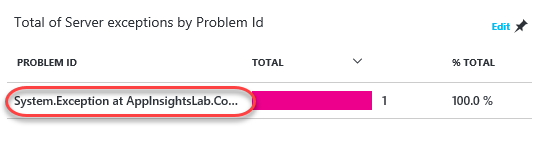 Total of Server exceptions by Problem Id
Edit
PROBLEM ID TOTAL % TOTAL
System.Exception at AppInsightsLab.Co... 1 100.0 %